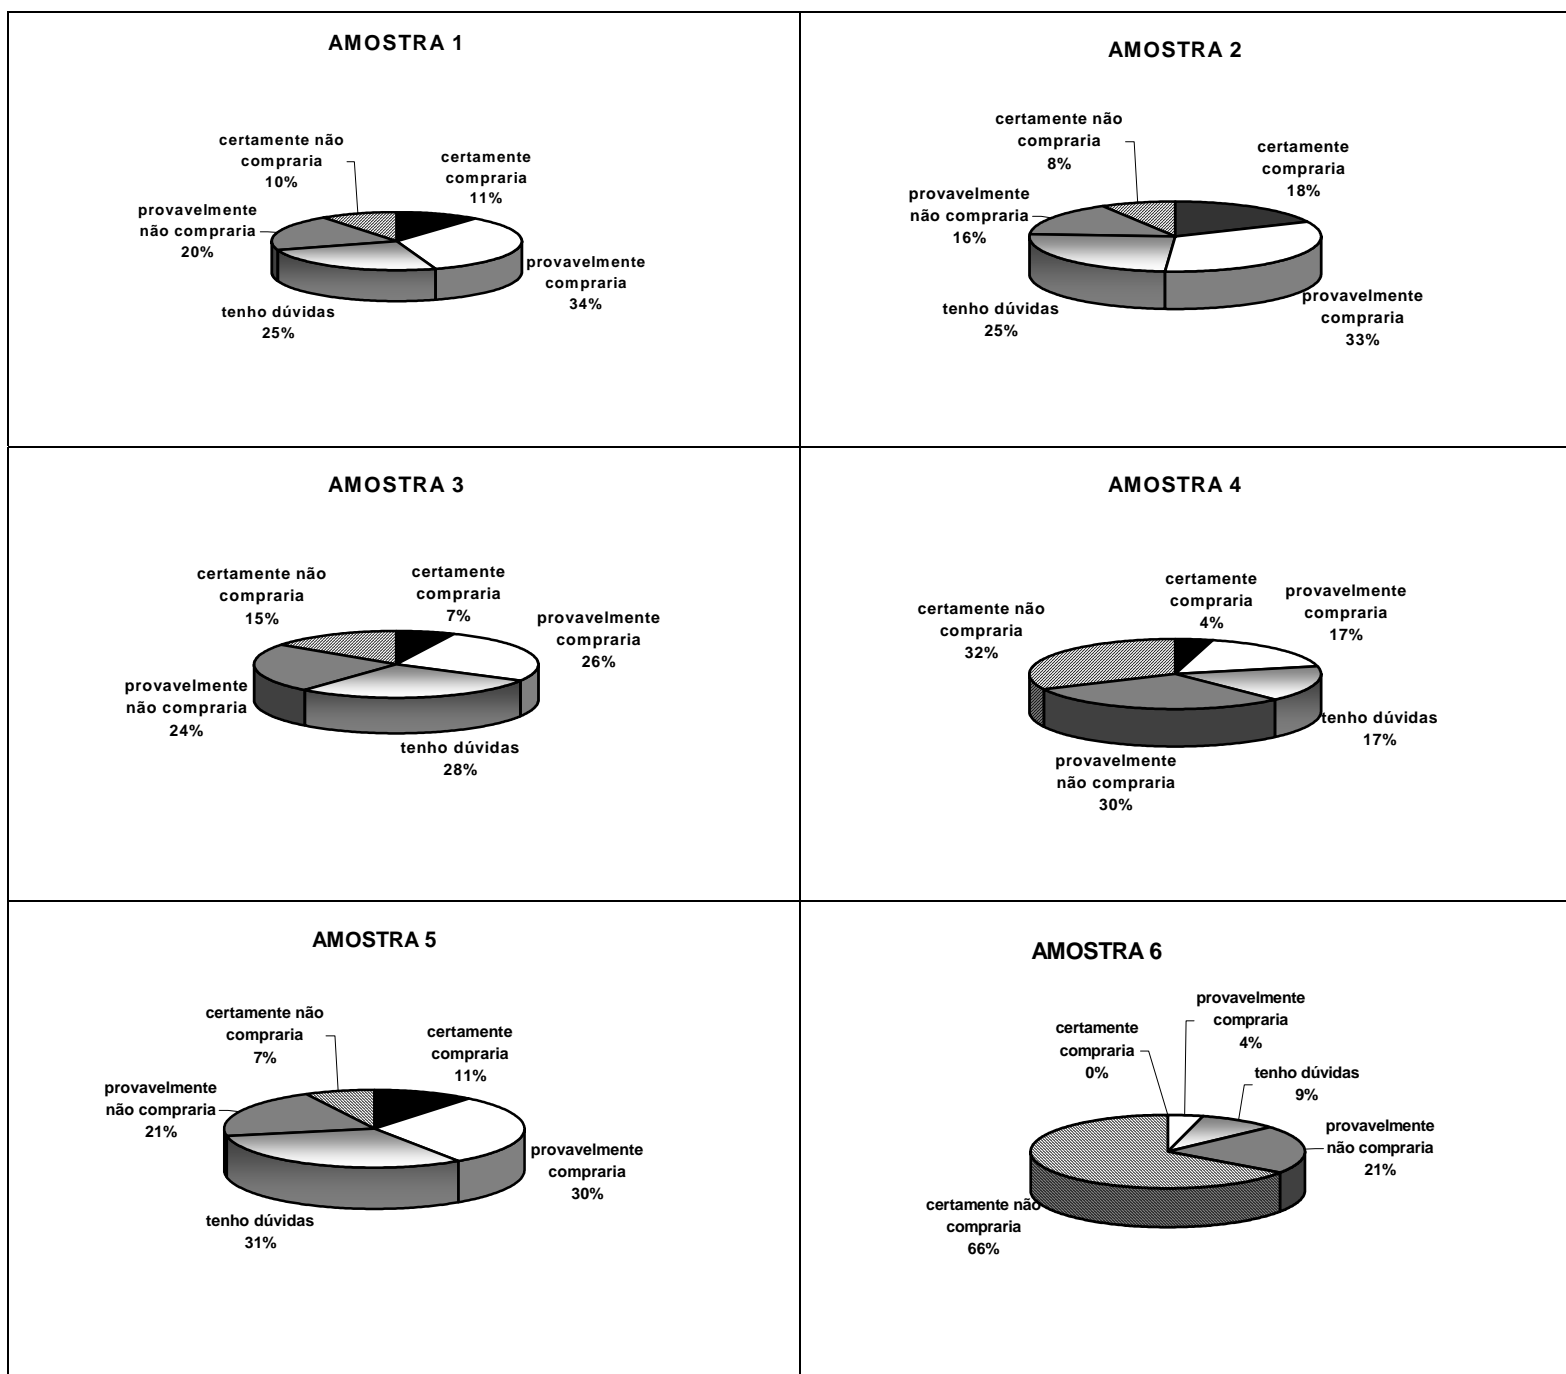 AMOSTRA 1
certamente não
compraria
10%
certamente
compraria
11%
provavelmente
não compraria
20%
provavelmente
compraria
34%
tenho dúvidas
25%
AMOSTRA 2
certamente não
compraria
8%
certamente
compraria
18%
provavelmente
não compraria
16%
tenho dúvidas
25%
provavelmente
compraria
33%
AMOSTRA 3
certamente não
compraria
15%
certamente
compraria
7%
provavelmente
compraria
26%
provavelmente
não compraria
24%
tenho dúvidas
28%
AMOSTRA 4
certamente não
compraria
32%
certamente
compraria
4%
provavelmente
compraria
17%
tenho dúvidas
17%
provavelmente
não compraria
30%
AMOSTRA 5
certamente não
compraria
7%
certamente
compraria
11%
provavelmente
não compraria
21%
provavelmente
compraria
30%
tenho dúvidas
31%
AMOSTRA 6
provavelmente
compraria
4%
certamente
compraria
0%
tenho dúvidas
9%
provavelmente
não compraria
21%
certamente não
compraria
66%